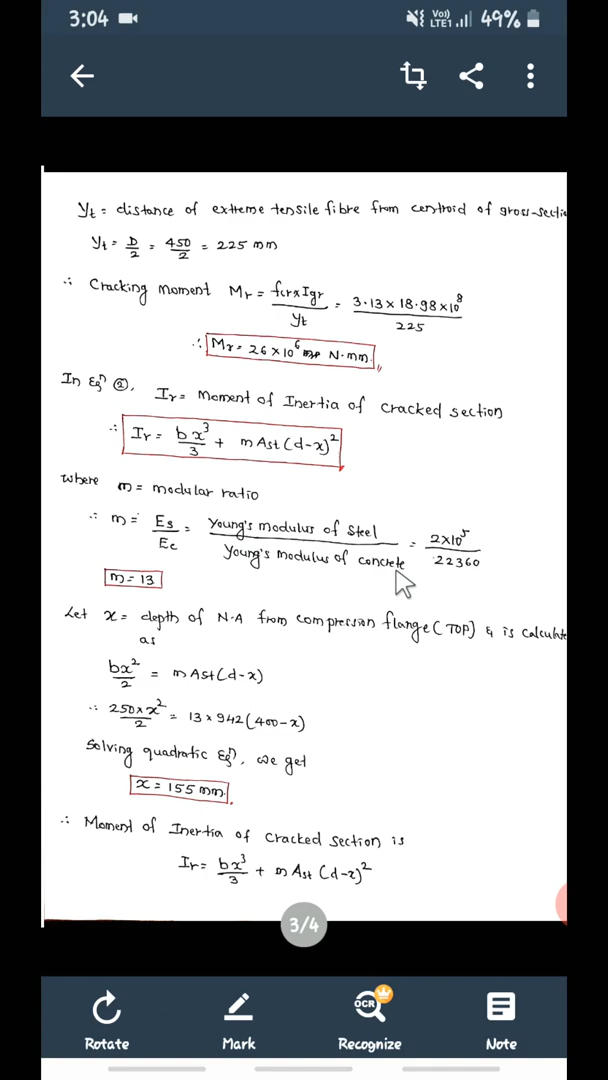 3:04
Vo))
LTE1
49%
yt = distance of extreme tensile fibre from centroid of gross-sectio
yt = D/2 = 450/2 = 225 mm
∴ Cracking moment Mr = fcr x Igr / yt = 3.13 x 18.98 x 10^8 / 225
∴ Mr = 26 x 10^6 N.mm.
In Eqn ②, Ir = Moment of Inertia of cracked section
∴ Ir = bx^3/3 + mAst(d-x)^2
where m = modular ratio
∴ m = Es/Ec = Young's modulus of steel / Young's modulus of concrete = 2x10^5 / 22360
m = 13
Let x = depth of N.A from compression flange (TOP) & is calculate
as
bx^2/2 = mAst(d-x)
∴ 250 x x^2 / 2 = 13 x 942 (400-x)
Solving quadratic Eqn, we get
x = 155 mm.
∴ Moment of Inertia of cracked section is
Ir = bx^3/3 + m Ast (d-x)^2
3/4
OCR
Rotate
Mark
Recognize
Note